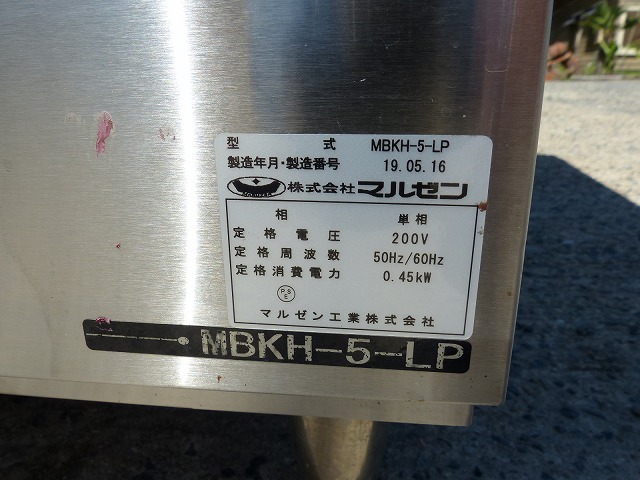 型 式 MBKH-5-LP
製造年月・製造番号 19.05.16
株式会社 マルゼン
相 単相
定格電圧 200V
定格周波数 50Hz/60Hz
定格消費電力 0.45kW
PSE
マルゼン工業株式会社
MBKH-5-LP